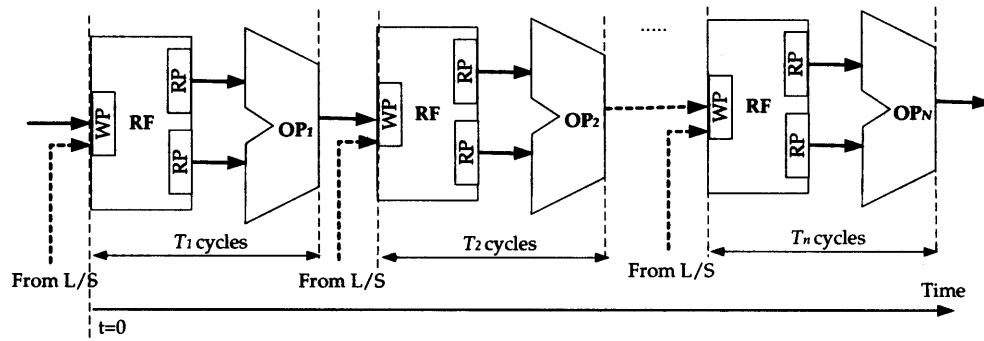 .....
WP RF RP RP OP1
WP RF RP RP OP2
WP RF RP RP OPN
T1 cycles T2 cycles Tn cycles
From L/S From L/S From L/S
Time
t=0